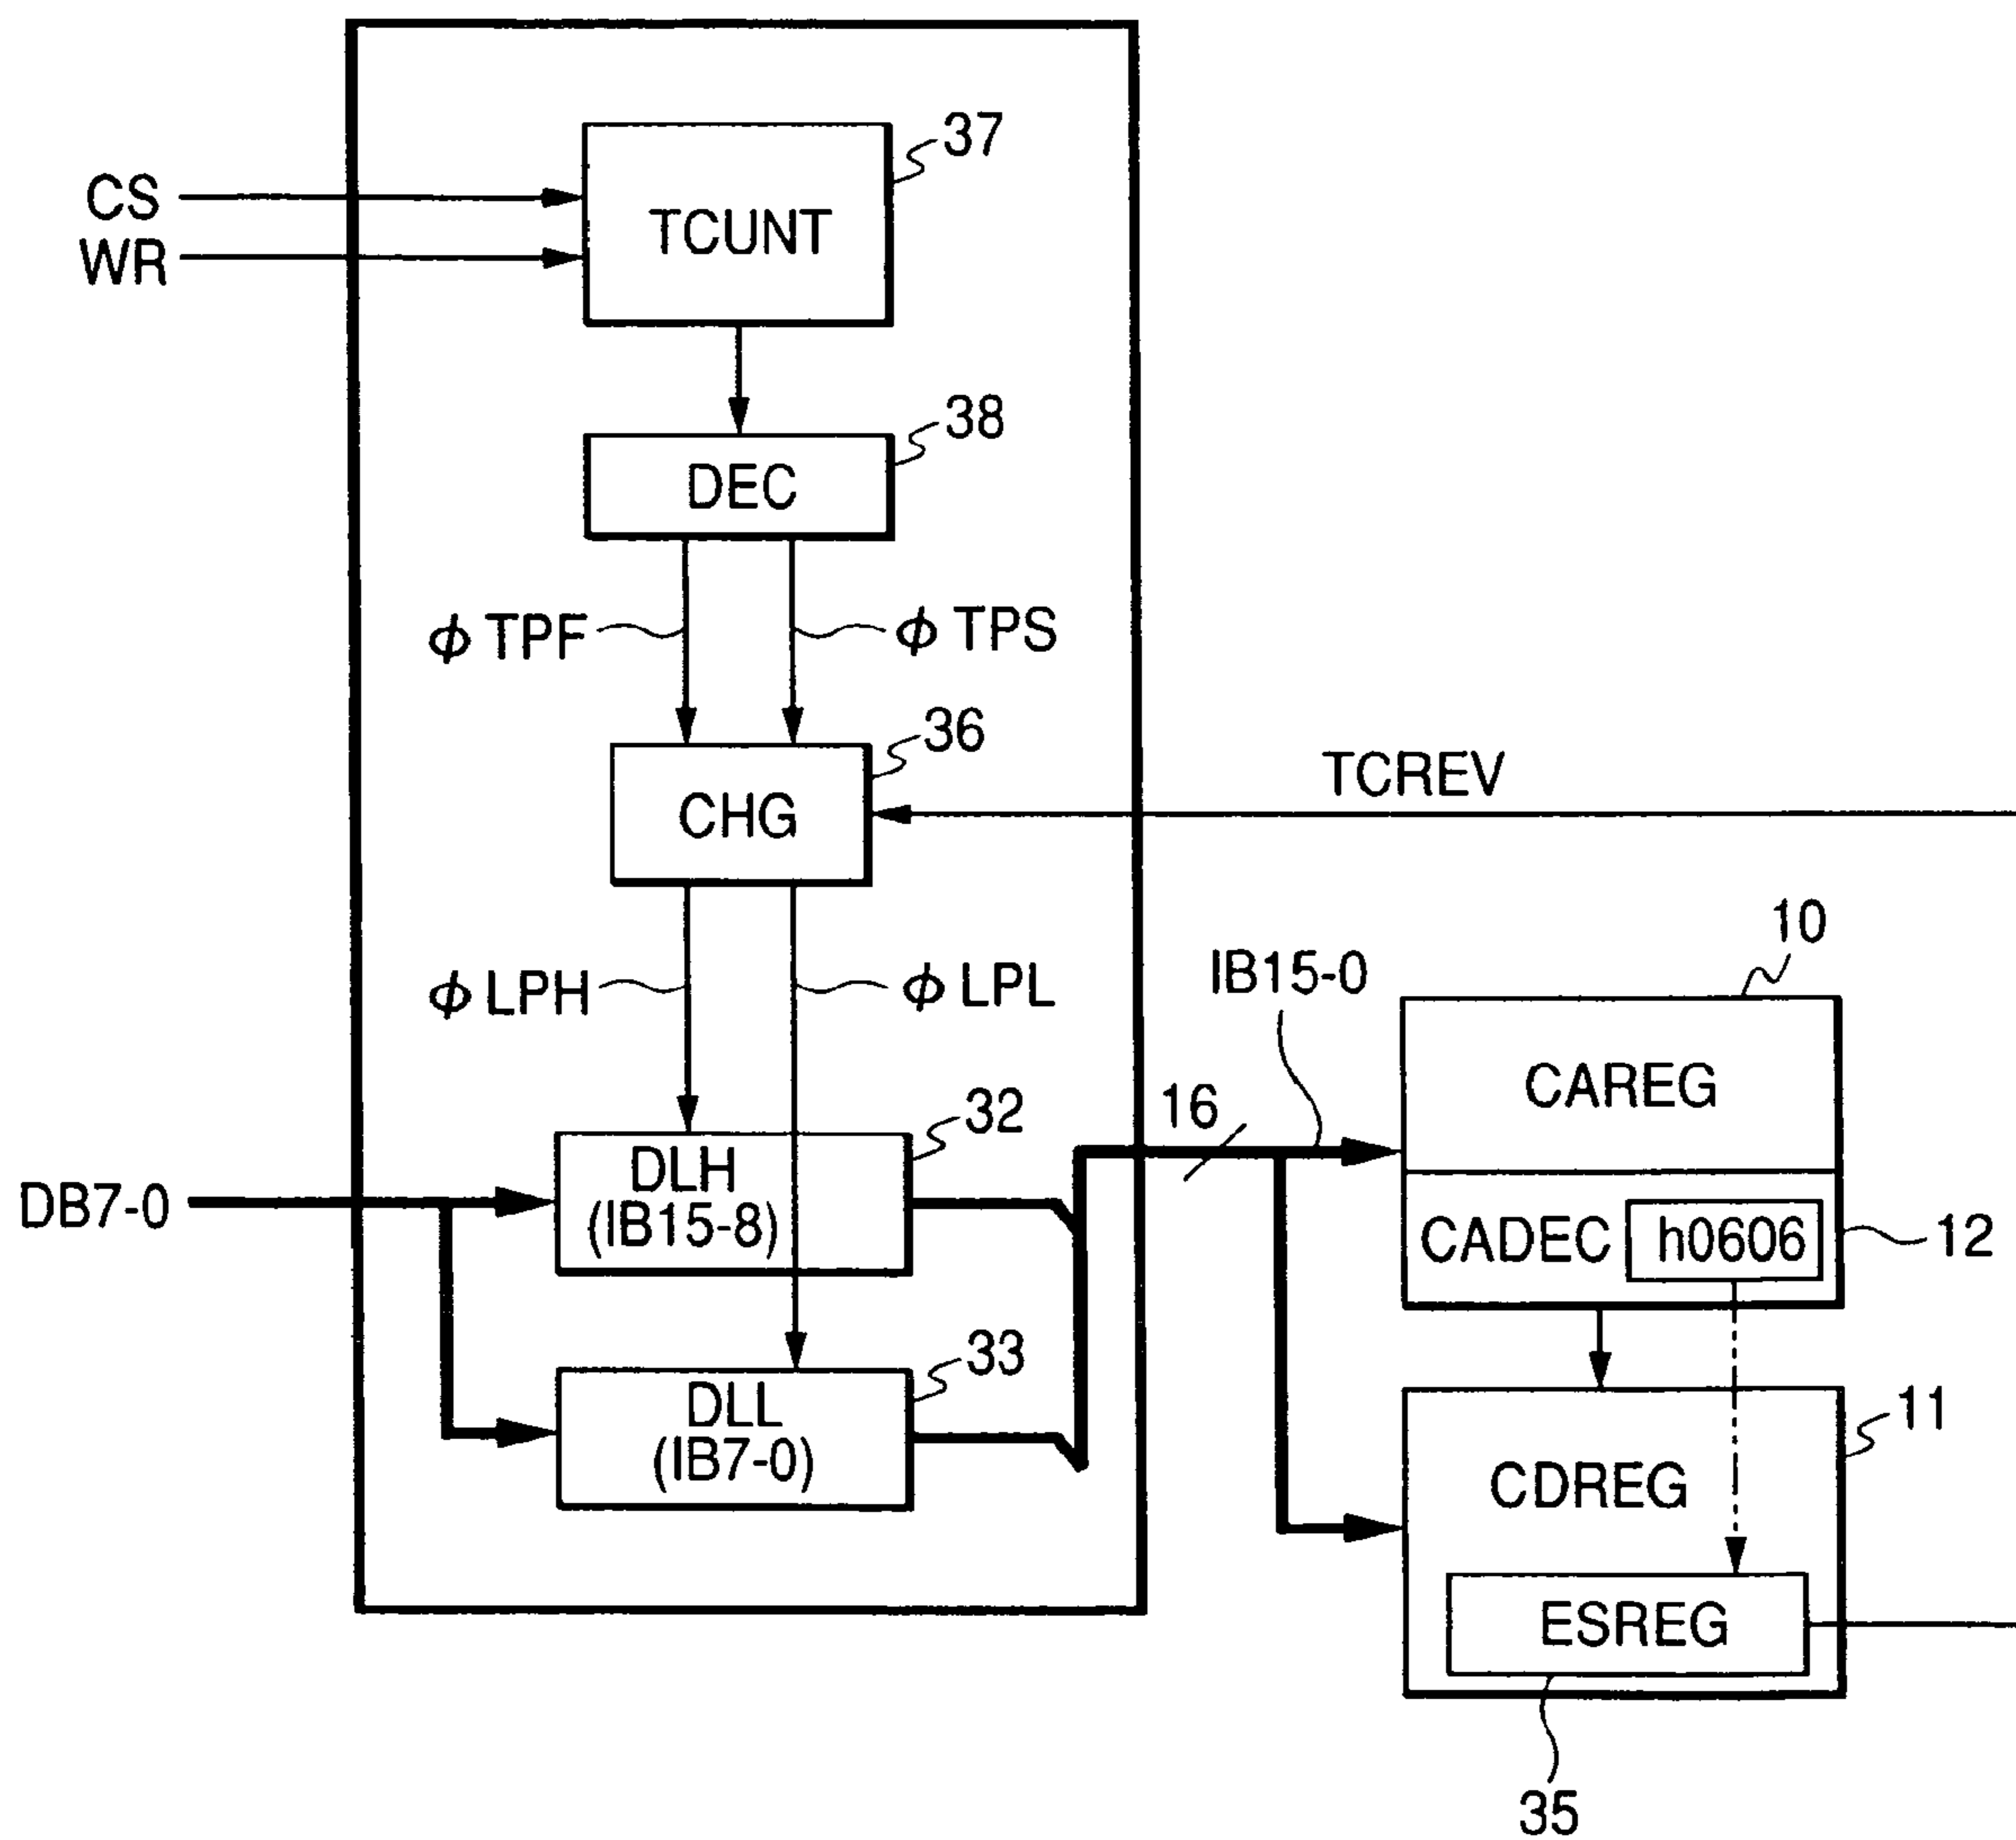 37
CS
TCUNT
WR
38
DEC
φ TPF
φ TPS
36
TCREV
CHG
10
IB15-0
φ LPH
φ LPL
CAREG
16
32
DLH
(IB15-8)
DB7-0
CADEC
h0606
12
33
DLL
(IB7-0)
11
CDREG
ESREG
35